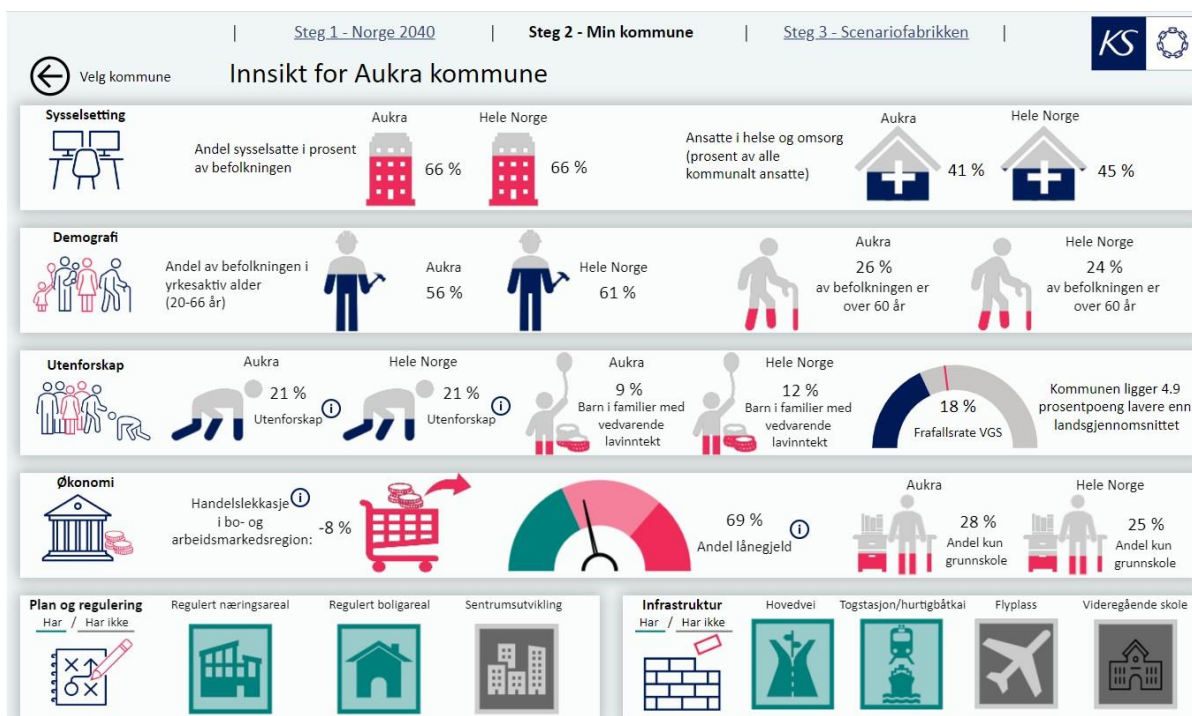 Steg 1 - Norge 2040 | Steg 2 - Min kommune | Steg 3 - Scenariofabrikken |
KS
Velg kommune
Innsikt for Aukra kommune
Sysselsetting
Andel sysselsatte i prosent
av befolkningen
Aukra
66 %
Hele Norge
66 %
Ansatte i helse og omsorg
(prosent av alle
kommunalt ansatte)
Aukra
41 %
Hele Norge
45 %
Demografi
Andel av befolkningen i
yrkesaktiv alder
(20-66 år)
Aukra
56 %
Hele Norge
61 %
Aukra
26 %
av befolkningen er
over 60 år
Hele Norge
24 %
av befolkningen er
over 60 år
Utenforskap
Aukra
21 %
Utenforskap
i
Hele Norge
21 %
Utenforskap
i
Aukra
9 %
Barn i familier med
vedvarende
lavinntekt
Hele Norge
12 %
Barn i familier med
vedvarende
lavinntekt
18 %
Frafallsrate VGS
Kommunen ligger 4.9
prosentpoeng lavere enn
landsgjennomsnittet
Økonomi
Handelslekkasje i
i bo- og
arbeidsmarkedsregion:
-8 %
69 %
Andel lånegjeld
i
Aukra
28 %
Andel kun
grunnskole
Hele Norge
25 %
Andel kun
grunnskole
Plan og regulering
Har / Har ikke
Regulert næringsareal
Regulert boligareal
Sentrumsutvikling
Infrastruktur
Har / Har ikke
Hovedvei
Togstasjon/hurtigbåtkai
Flyplass
Videregående skole